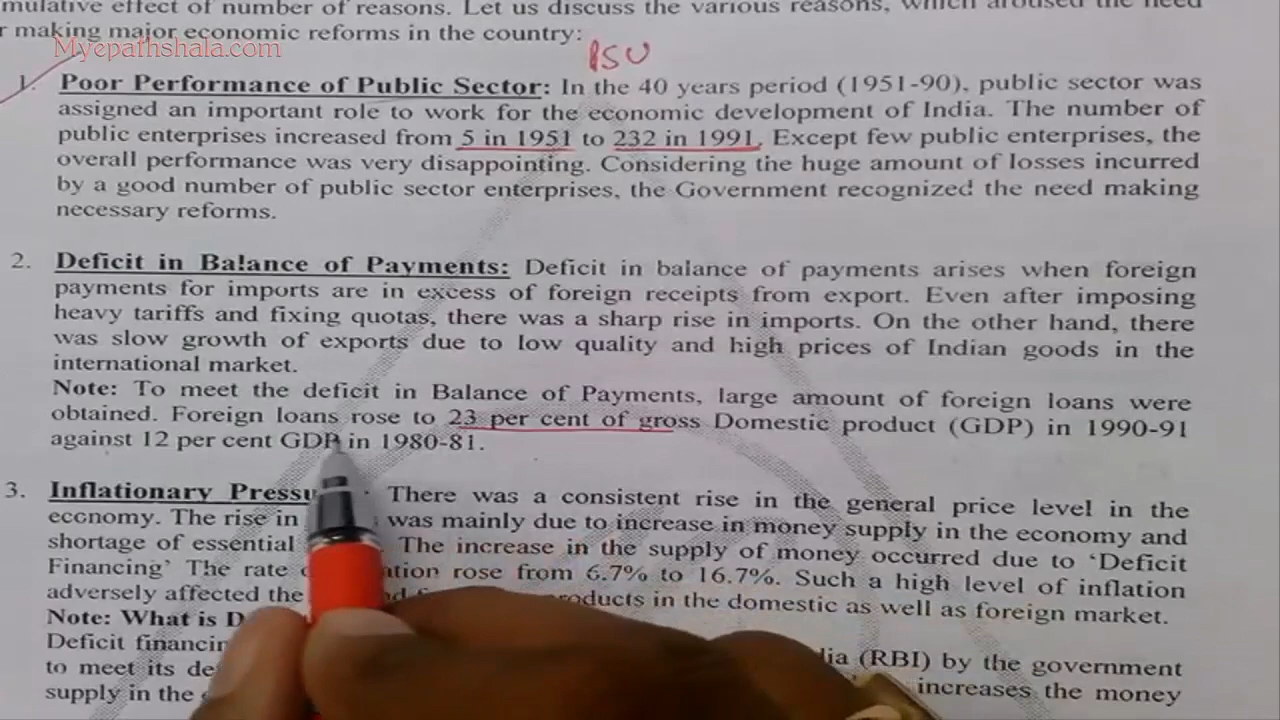 mulative effect of number of reasons. Let us discuss the various reasons, which aroused the need
r making major economic reforms in the country:
Myepathshala.com
PSU
1. Poor Performance of Public Sector: In the 40 years period (1951-90), public sector was
assigned an important role to work for the economic development of India. The number of
public enterprises increased from 5 in 1951 to 232 in 1991. Except few public enterprises, the
overall performance was very disappointing. Considering the huge amount of losses incurred
by a good number of public sector enterprises, the Government recognized the need making
necessary reforms.
2. Deficit in Balance of Payments: Deficit in balance of payments arises when foreign
payments for imports are in excess of foreign receipts from export. Even after imposing
heavy tariffs and fixing quotas, there was a sharp rise in imports. On the other hand, there
was slow growth of exports due to low quality and high prices of Indian goods in the
international market.
Note: To meet the deficit in Balance of Payments, large amount of foreign loans were
obtained. Foreign loans rose to 23 per cent of gross Domestic product (GDP) in 1990-91
against 12 per cent GDP in 1980-81.
3. Inflationary Pressu : There was a consistent rise in the general price level in the
economy. The rise in was mainly due to increase in money supply in the economy and
shortage of essential The increase in the supply of money occurred due to ‘Deficit
Financing’ The rate ation rose from 6.7% to 16.7%. Such a high level of inflation
adversely affected the products in the domestic as well as foreign market.
Note: What is D
Deficit financin (RBI) by the government
to meet its de increases the money
supply in the